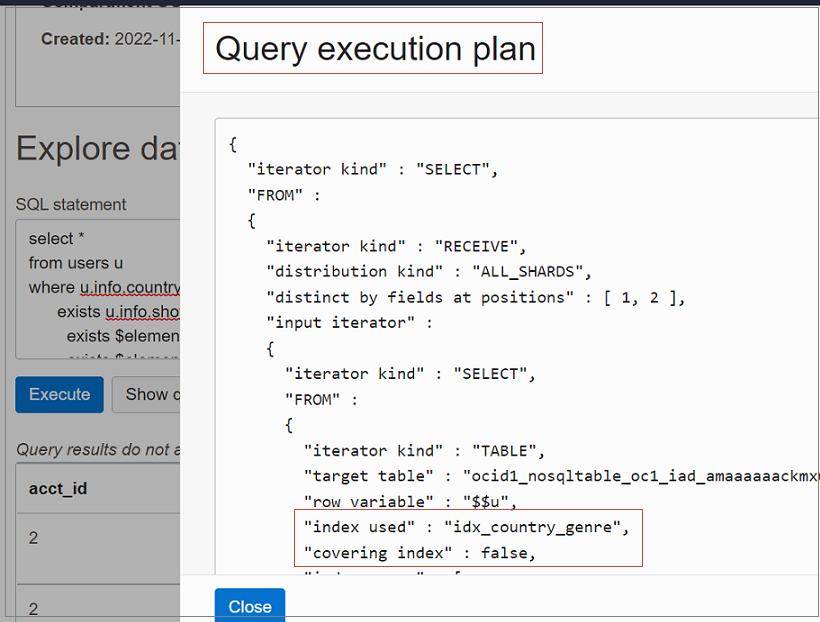 Created: 2022-11-
Explore da
SQL statement
select *
from users u
where u.info.country
exists u.info.sho
exists $elemen
Execute
Show
Query results do not
acct_id
2
2
Query execution plan
{
"iterator kind" : "SELECT",
"FROM" :
{
"iterator kind" : "RECEIVE",
"distribution kind" : "ALL_SHARDS",
"distinct by fields at positions" : [ 1, 2 ],
"input iterator" :
{
"iterator kind" : "SELECT",
"FROM" :
{
"iterator kind" : "TABLE",
"target table" : "ocid1_nosqltable_oc1_iad_amaaaaaackmx
"row variable" : "$$u",
"index used" : "idx_country_genre",
"covering index" : false,
Close